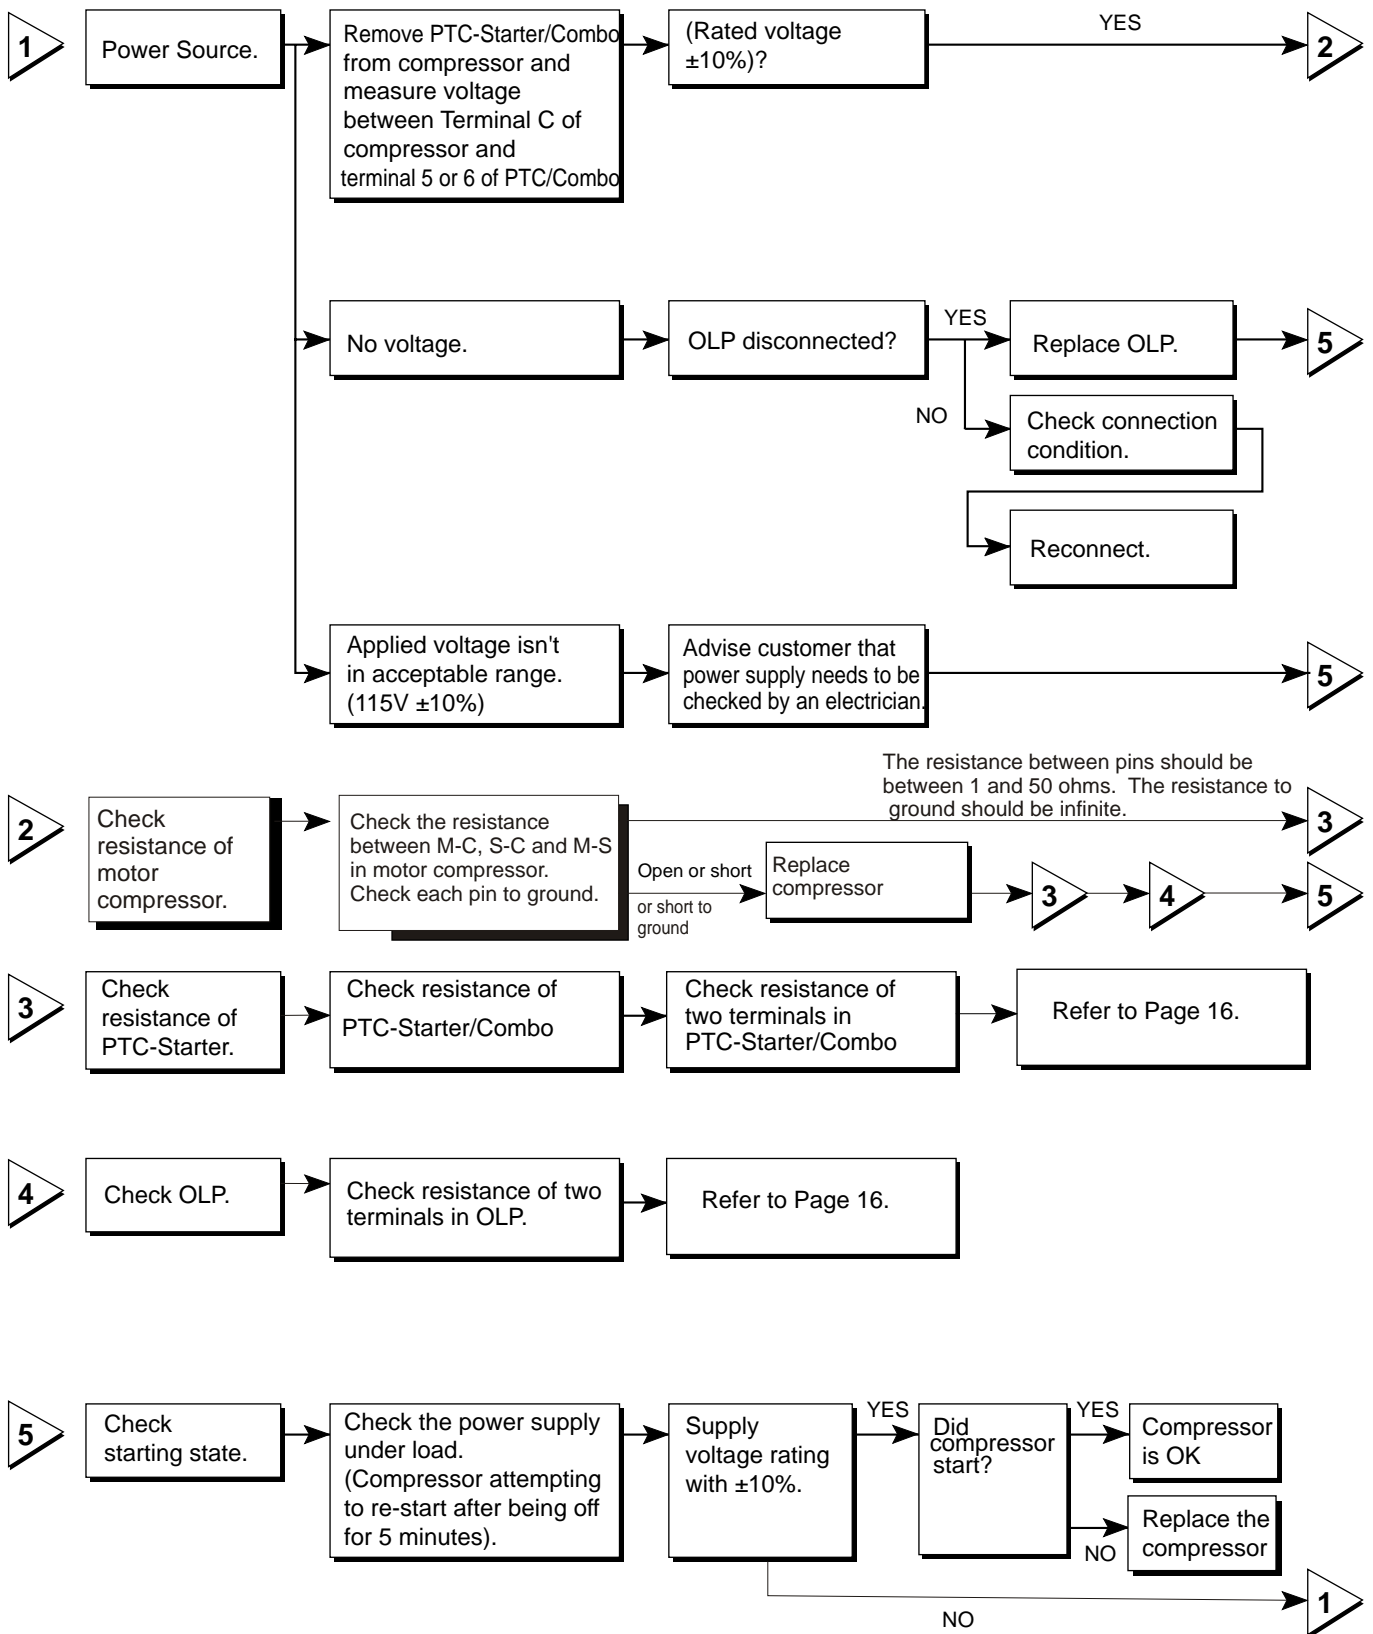 1
Power Source.
Remove PTC-Starter/Combo
from compressor and
measure voltage
between Terminal C of
compressor and
terminal 5 or 6 of PTC/Combo
(Rated voltage
±10%)?
YES
2
No voltage.
OLP disconnected?
YES
Replace OLP.
5
NO
Check connection
condition.
Reconnect.
Applied voltage isn't
in acceptable range.
(115V ±10%)
Advise customer that
power supply needs to be
checked by an electrician.
5
2
Check
resistance of
motor
compressor.
Check the resistance
between M-C, S-C and M-S
in motor compressor.
Check each pin to ground.
The resistance between pins should be
between 1 and 50 ohms. The resistance to
ground should be infinite.
3
Open or short
or short to
ground
Replace
compressor
3
4
5
3
Check
resistance of
PTC-Starter.
Check resistance of
PTC-Starter/Combo
Check resistance of
two terminals in
PTC-Starter/Combo
Refer to Page 16.
4
Check OLP.
Check resistance of two
terminals in OLP.
Refer to Page 16.
5
Check
starting state.
Check the power supply
under load.
(Compressor attempting
to re-start after being off
for 5 minutes).
Supply
voltage rating
with ±10%.
YES
Did
compressor
start?
YES
Compressor
is OK
NO
Replace the
compressor
NO
1